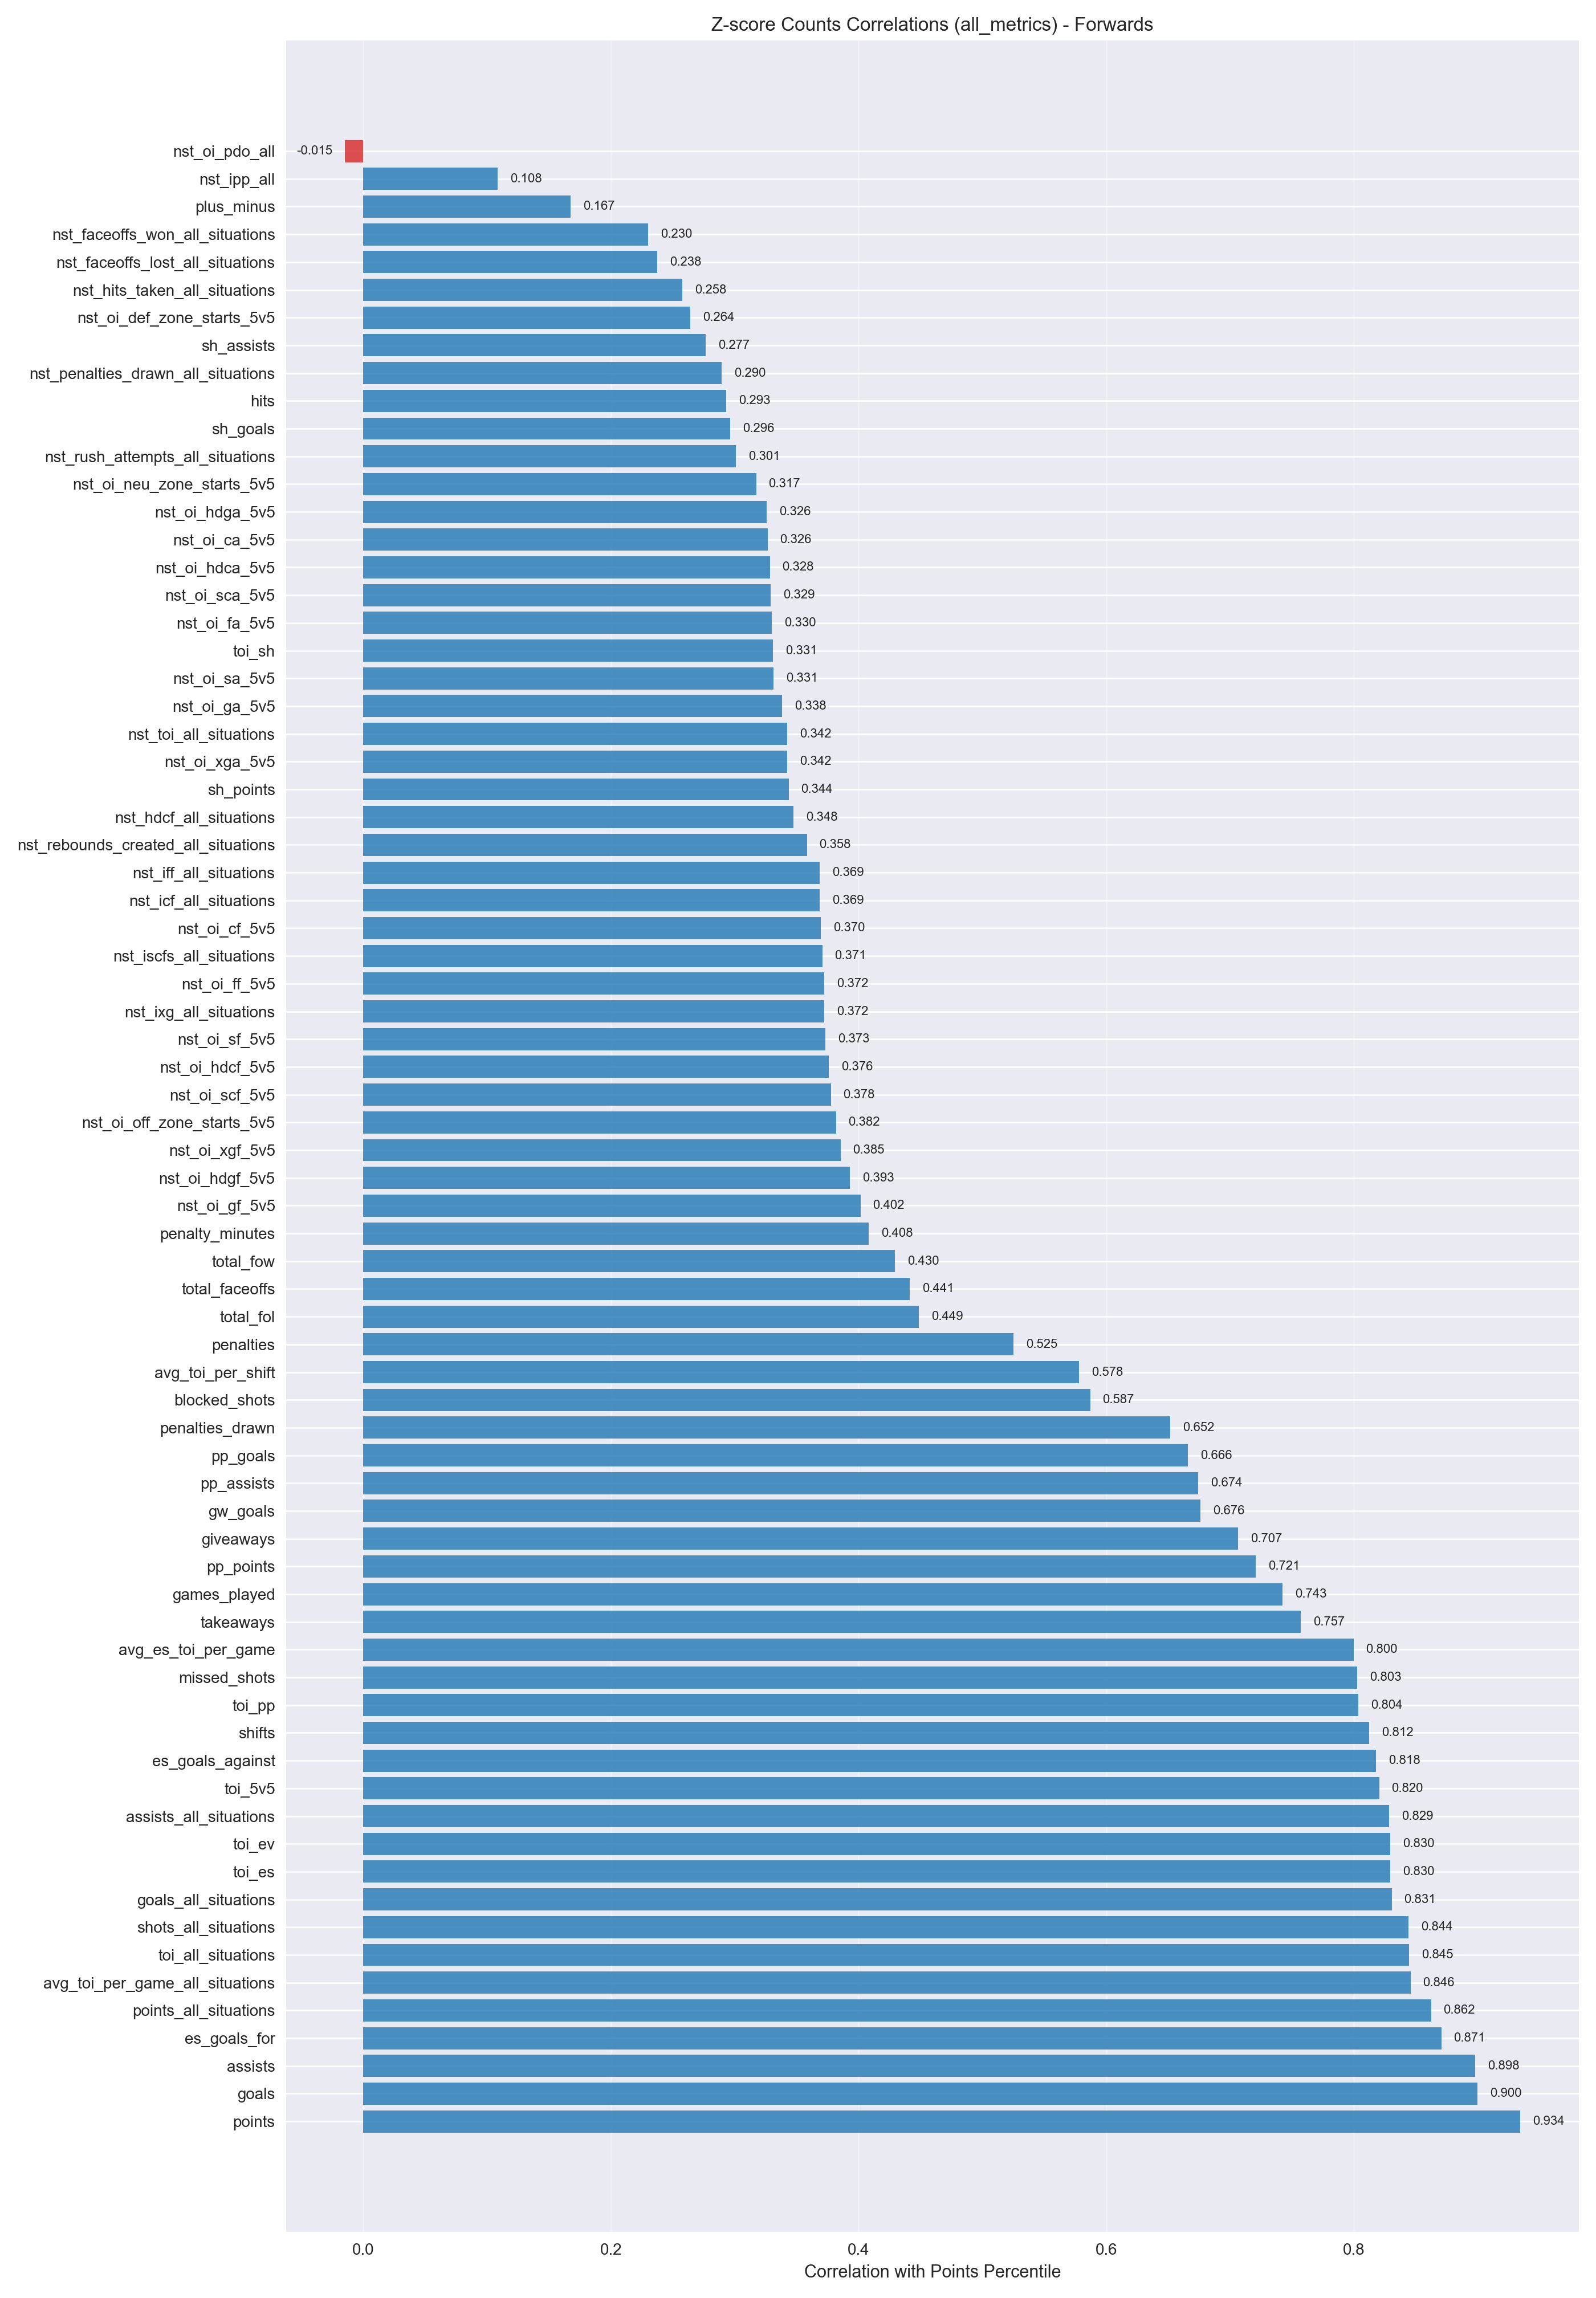 Z-score Counts Correlations (all_metrics) - Forwards
nst_oi_pdo_all -0.015
nst_ipp_all 0.108
plus_minus 0.167
nst_faceoffs_won_all_situations 0.230
nst_faceoffs_lost_all_situations 0.238
nst_hits_taken_all_situations 0.258
nst_oi_def_zone_starts_5v5 0.264
sh_assists 0.277
nst_penalties_drawn_all_situations 0.290
hits 0.293
sh_goals 0.296
nst_rush_attempts_all_situations 0.301
nst_oi_neu_zone_starts_5v5 0.317
nst_oi_hdga_5v5 0.326
nst_oi_ca_5v5 0.326
nst_oi_hdca_5v5 0.328
nst_oi_sca_5v5 0.329
nst_oi_fa_5v5 0.330
toi_sh 0.331
nst_oi_sa_5v5 0.331
nst_oi_ga_5v5 0.338
nst_toi_all_situations 0.342
nst_oi_xga_5v5 0.342
sh_points 0.344
nst_hdcf_all_situations 0.348
nst_rebounds_created_all_situations 0.358
nst_iff_all_situations 0.369
nst_icf_all_situations 0.369
nst_oi_cf_5v5 0.370
nst_iscfs_all_situations 0.371
nst_oi_ff_5v5 0.372
nst_ixg_all_situations 0.372
nst_oi_sf_5v5 0.373
nst_oi_hdcf_5v5 0.376
nst_oi_scf_5v5 0.378
nst_oi_off_zone_starts_5v5 0.382
nst_oi_xgf_5v5 0.385
nst_oi_hdgf_5v5 0.393
nst_oi_gf_5v5 0.402
penalty_minutes 0.408
total_fow 0.430
total_faceoffs 0.441
total_fol 0.449
penalties 0.525
avg_toi_per_shift 0.578
blocked_shots 0.587
penalties_drawn 0.652
pp_goals 0.666
pp_assists 0.674
gw_goals 0.676
giveaways 0.707
pp_points 0.721
games_played 0.743
takeaways 0.757
avg_es_toi_per_game 0.800
missed_shots 0.803
toi_pp 0.804
shifts 0.812
es_goals_against 0.818
toi_5v5 0.820
assists_all_situations 0.829
toi_ev 0.830
toi_es 0.830
goals_all_situations 0.831
shots_all_situations 0.844
toi_all_situations 0.845
avg_toi_per_game_all_situations 0.846
points_all_situations 0.862
es_goals_for 0.871
assists 0.898
goals 0.900
points 0.934
0.0 0.2 0.4 0.6 0.8
Correlation with Points Percentile